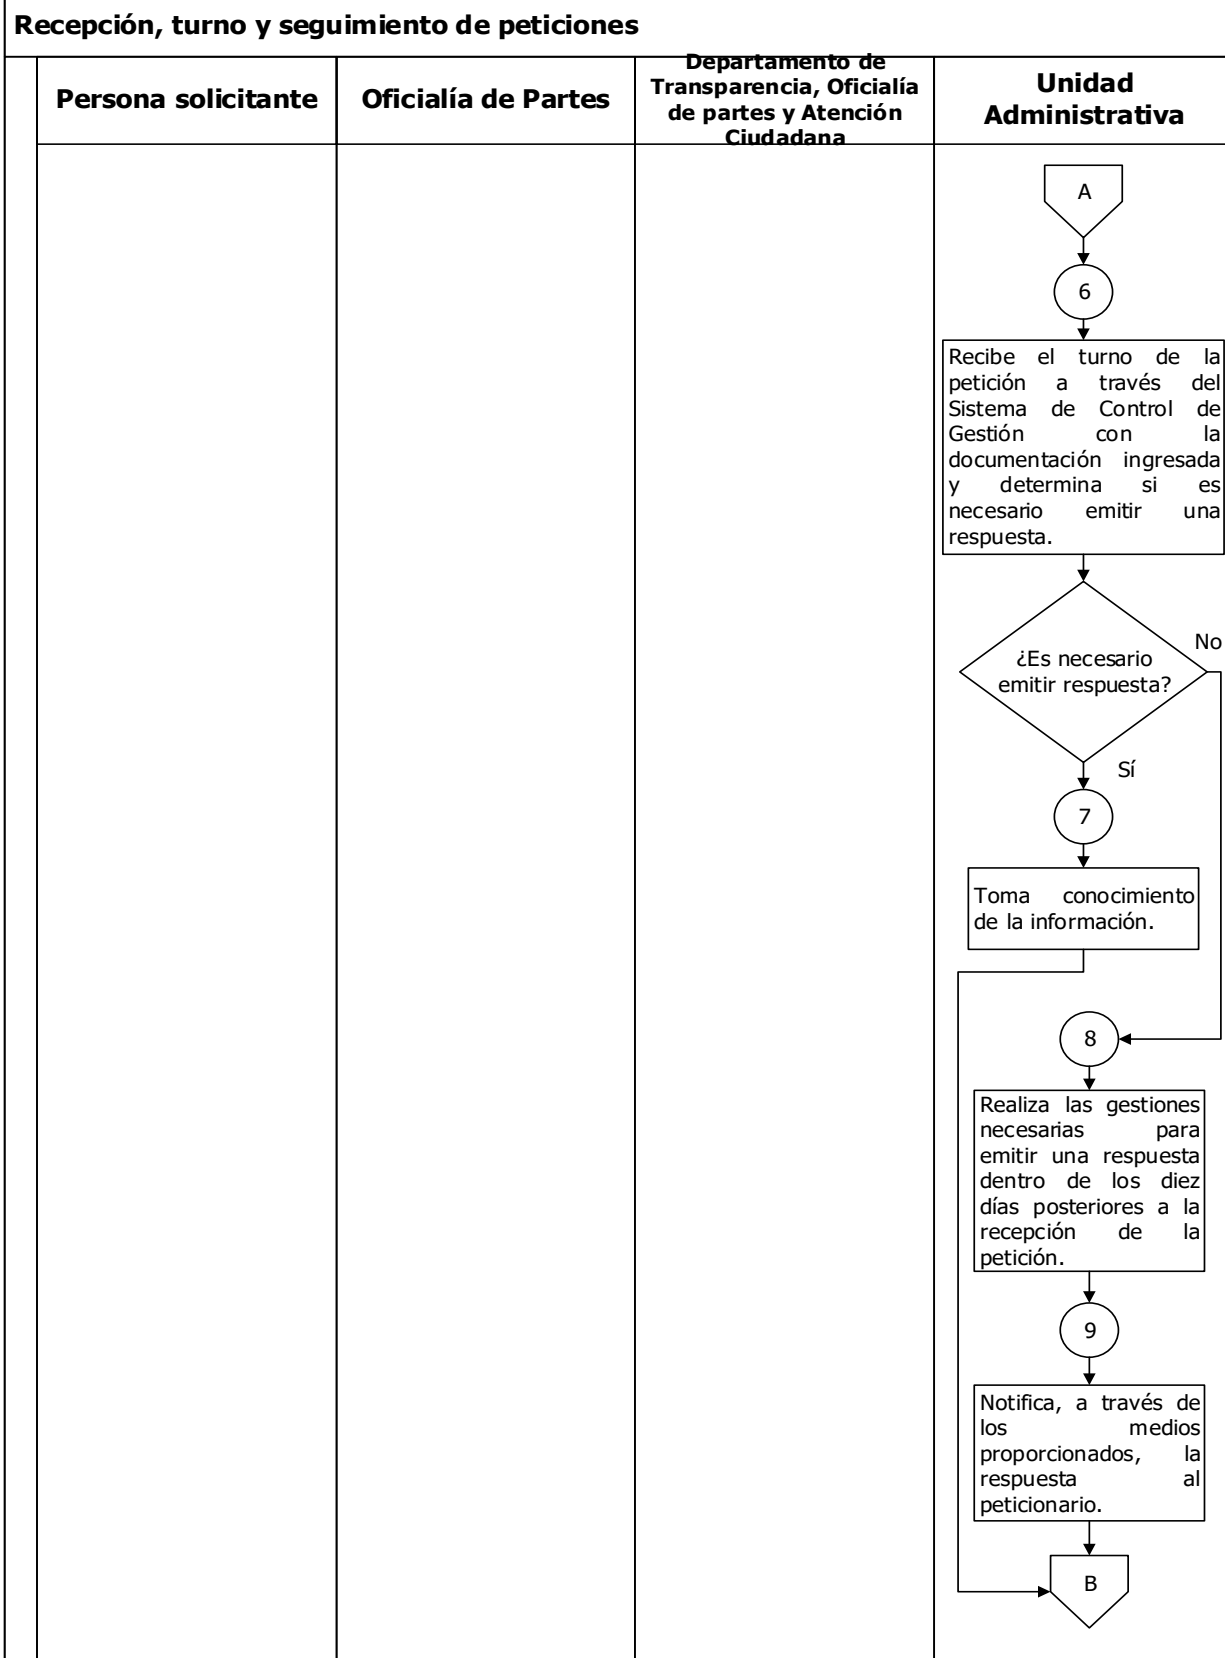 Recepción, turno y seguimiento de peticiones
Persona solicitante
Oficialía de Partes
Departamento de
Transparencia, Oficialía
de partes y Atención
Ciudadana
Unidad
Administrativa
A
6
Recibe el turno de la
petición a través del
Sistema de Control de
Gestión con la
documentación ingresada
y determina si es
necesario emitir una
respuesta.
¿Es necesario
emitir respuesta?
No
Sí
7
Toma conocimiento
de la información.
8
Realiza las gestiones
necesarias para
emitir una respuesta
dentro de los diez
días posteriores a la
recepción de la
petición.
9
Notifica, a través de
los medios
proporcionados, la
respuesta al
peticionario.
B